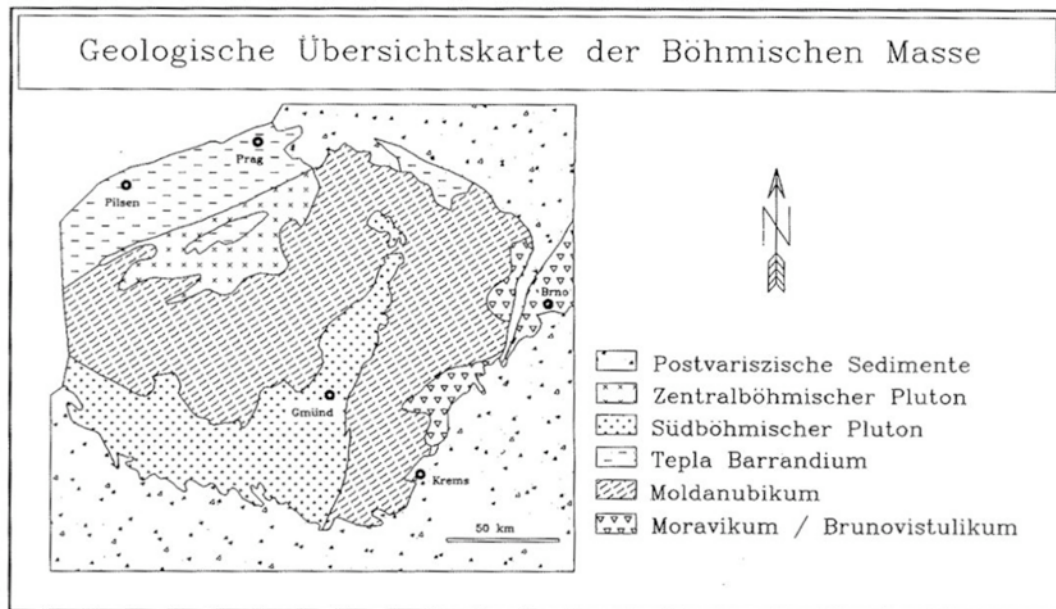 Geologische Übersichtskarte der Böhmischen Masse
Prag
Pilsen
Brno
Gmünd
Krems
50 km
N
Postvariszische Sedimente
Zentralböhmischer Pluton
Südböhmischer Pluton
Tepla Barrandium
Moldanubikum
Moravikum / Brunovistulikum